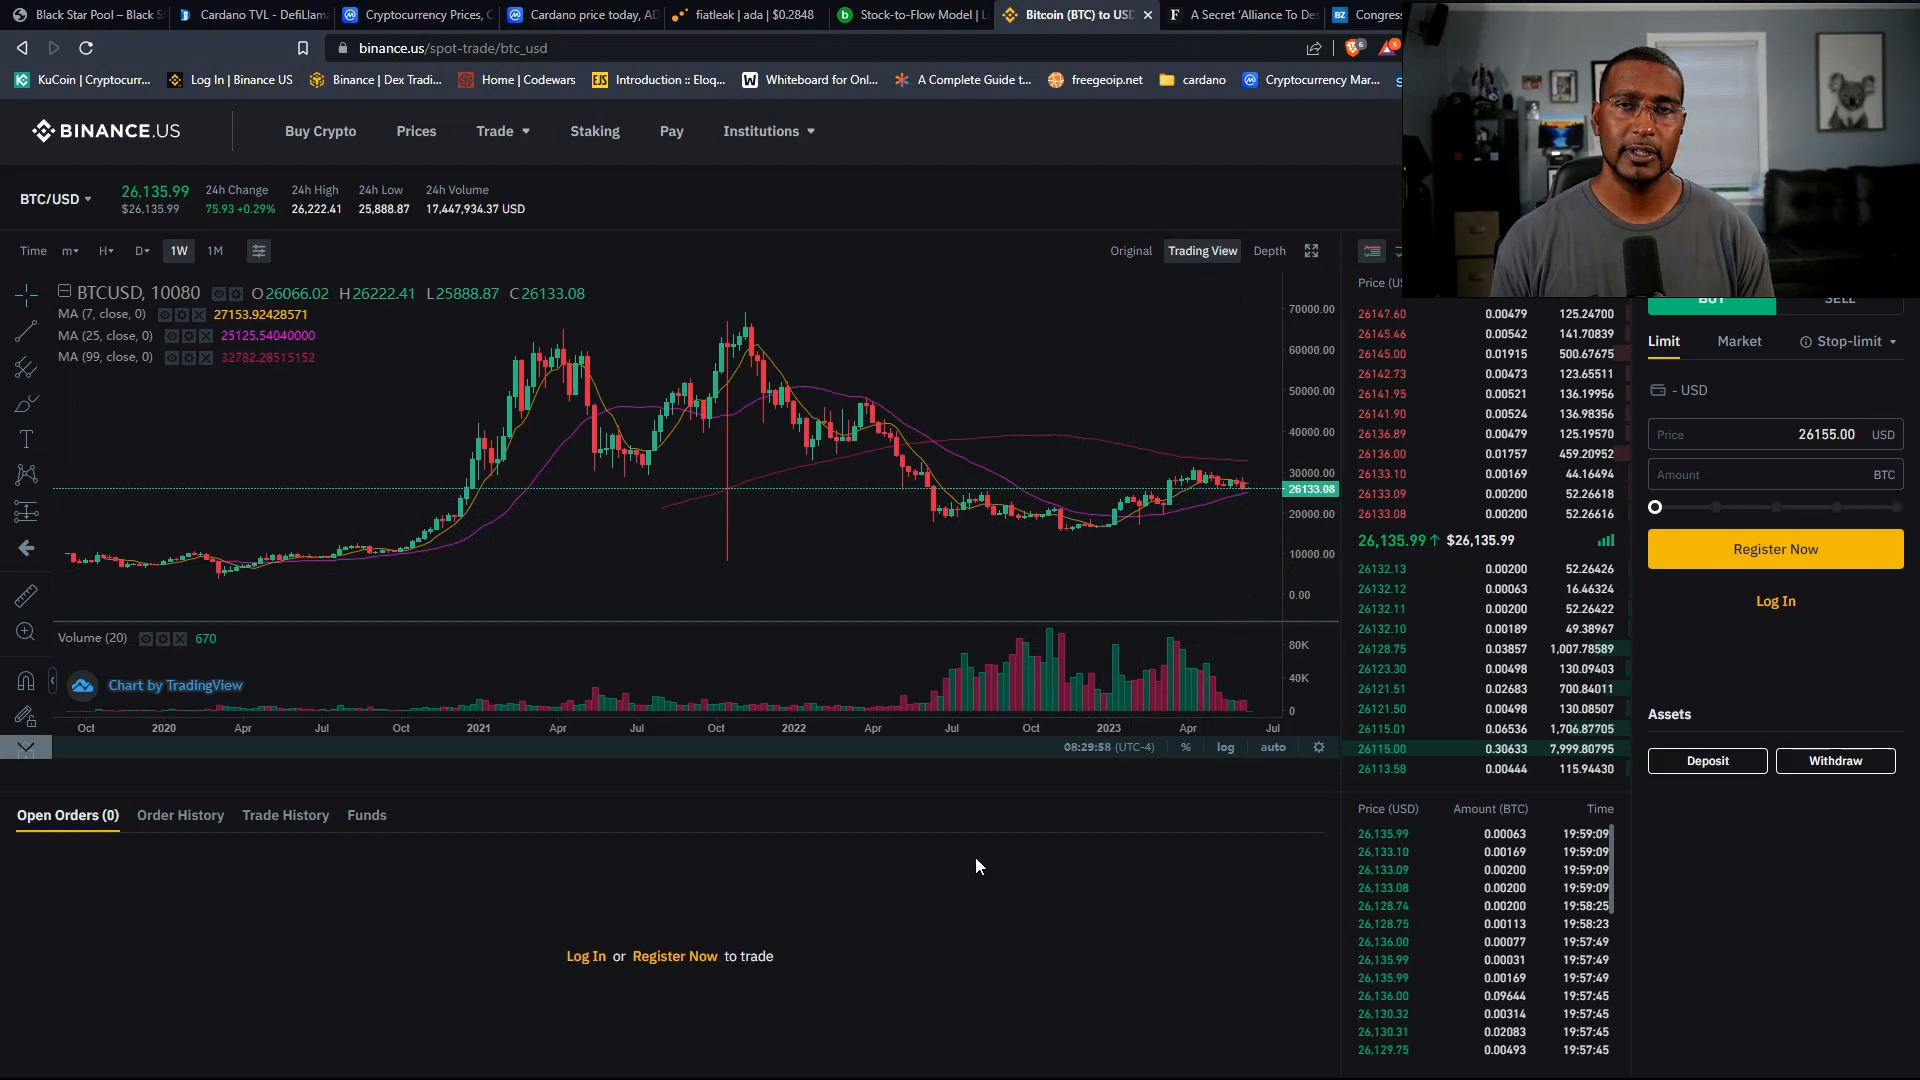 Black Star Pool – Black S
Cardano TVL - DefiLlam
Cryptocurrency Prices, C
Cardano price today, AD
fiatleak | ada | $0.2848
Stock-to-Flow Model | L
Bitcoin (BTC) to USD
A Secret 'Alliance To Des
Congress
binance.us/spot-trade/btc_usd
KuCoin | Cryptocurr...
Log In | Binance US
Binance | Dex Tradi...
Home | Codewars
Introduction :: Eloq...
Whiteboard for Onl...
A Complete Guide t...
freegeoip.net
cardano
Cryptocurrency Mar...
BINANCE.US
Buy Crypto
Prices
Trade
Staking
Pay
Institutions
BTC/USD
26,135.99
$26,135.99
24h Change
75.93 +0.29%
24h High
26,222.41
24h Low
25,888.87
24h Volume
17,447,934.37 USD
Time m H D 1W 1M
Original Trading View Depth
BTCUSD, 10080 O26066.02 H26222.41 L25888.87 C26133.08
MA (7, close, 0) 27153.92428571
MA (25, close, 0) 25125.54040000
MA (99, close, 0) 32782.28515152
70000.00
60000.00
50000.00
40000.00
30000.00
26133.08
20000.00
10000.00
0.00
Volume (20) 670
80K
40K
0
Chart by TradingView
Oct 2020 Apr Jul Oct 2021 Apr Jul Oct 2022 Apr Jul Oct 2023 Apr Jul
08:29:58 (UTC-4) % log auto
Price (US
26147.60 0.00479 125.24700
26145.46 0.00542 141.70839
26145.00 0.01915 500.67675
26142.73 0.00473 123.65511
26141.95 0.00521 136.19956
26141.90 0.00524 136.98356
26136.89 0.00479 125.19570
26136.00 0.01757 459.20952
26133.10 0.00169 44.16494
26133.09 0.00200 52.26618
26133.08 0.00200 52.26616
26,135.99↑ $26,135.99
26132.13 0.00200 52.26426
26132.12 0.00063 16.46324
26132.11 0.00200 52.26422
26132.10 0.00189 49.38967
26128.75 0.03857 1,007.78589
26123.30 0.00498 130.09403
26121.51 0.02683 700.84011
26121.50 0.00498 130.08507
26115.01 0.06536 1,706.87705
26115.00 0.30633 7,999.80795
26113.58 0.00444 115.94430
Price (USD) Amount (BTC) Time
26,135.99 0.00063 19:59:09
26,133.10 0.00169 19:59:09
26,133.09 0.00200 19:59:09
26,133.08 0.00200 19:59:09
26,128.74 0.00200 19:58:25
26,128.75 0.00113 19:58:23
26,136.00 0.00077 19:57:49
26,135.99 0.00031 19:57:49
26,135.99 0.00169 19:57:49
26,136.00 0.09644 19:57:45
26,130.32 0.00314 19:57:45
26,130.31 0.02083 19:57:45
26,129.75 0.00493 19:57:45
BUY SELL
Limit Market Stop-limit
- USD
Price 26155.00 USD
Amount BTC
Register Now
Log In
Assets
Deposit Withdraw
Open Orders (0) Order History Trade History Funds
Log In or Register Now to trade